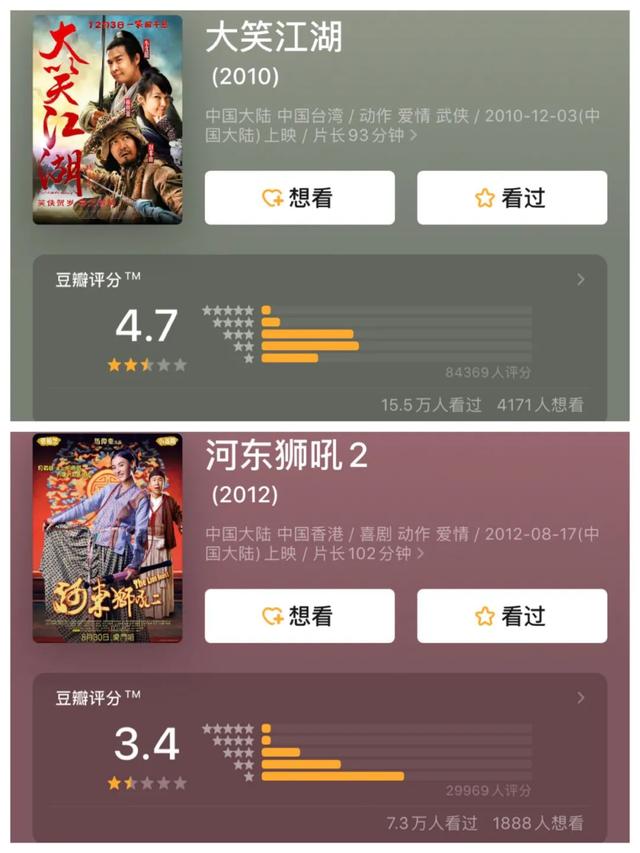 12月3日 一笑回千思
大笑江湖
笑侠贺岁
大笑江湖
(2010)
中国大陆 中国台湾 / 动作 爱情 武侠 / 2010-12-03(中
国大陆) 上映 / 片长93分钟 >
想看
看过
豆瓣评分™
4.7
84369人评分
15.5万人看过 4171人想看
河東獅吼二
The Lion Roars 2
8月30日.
河东狮吼2
(2012)
中国大陆 中国香港 / 喜剧 动作 爱情 / 2012-08-17(中
国大陆) 上映 / 片长102分钟 >
想看
看过
豆瓣评分™
3.4
29969人评分
7.3万人看过 1888人想看